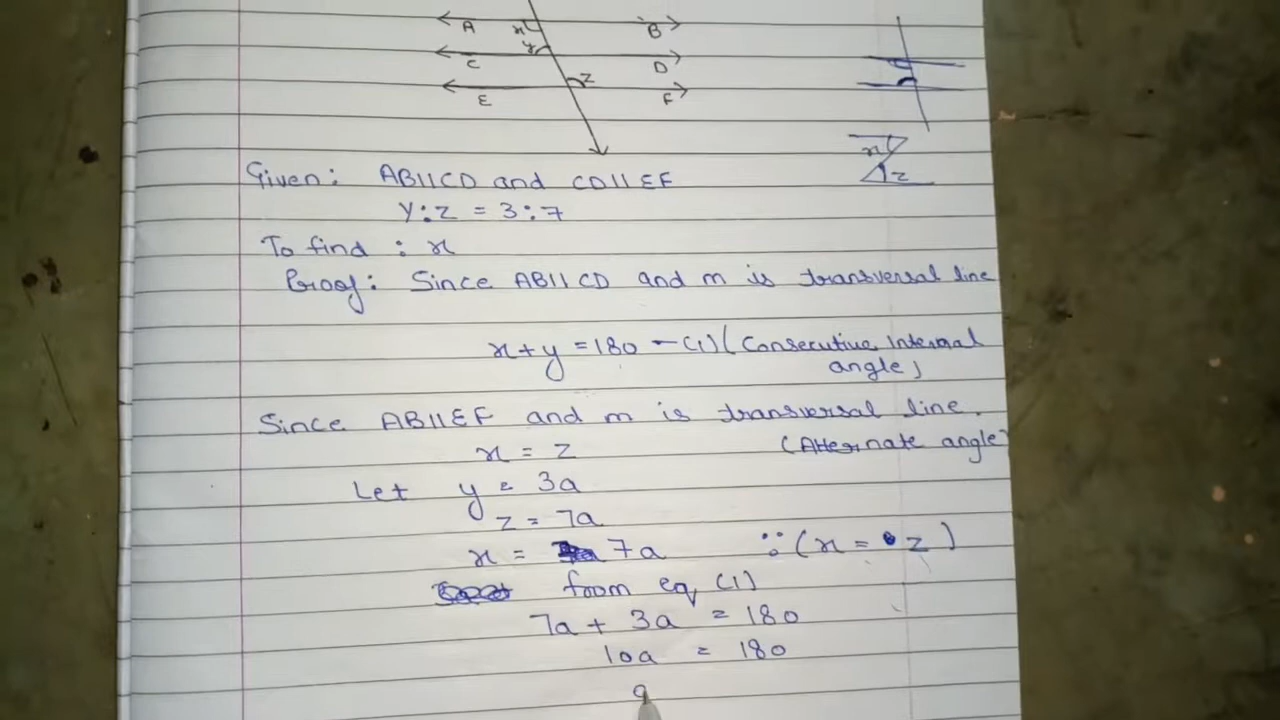 A x B
y
C D
z
E F
Given: AB||CD and CD||EF
x
z
Y:Z = 3:7
To find : x
Proof: Since AB||CD and m is transversal line
x+y =180 -(1) (Consecutive Internal
angle)
Since AB||EF and m is transversal line.
(Alternate angle)
x = z
Let y = 3a
z = 7a
x = 7a ∵ (x = z)
from eq (1)
7a + 3a = 180
10a = 180
a